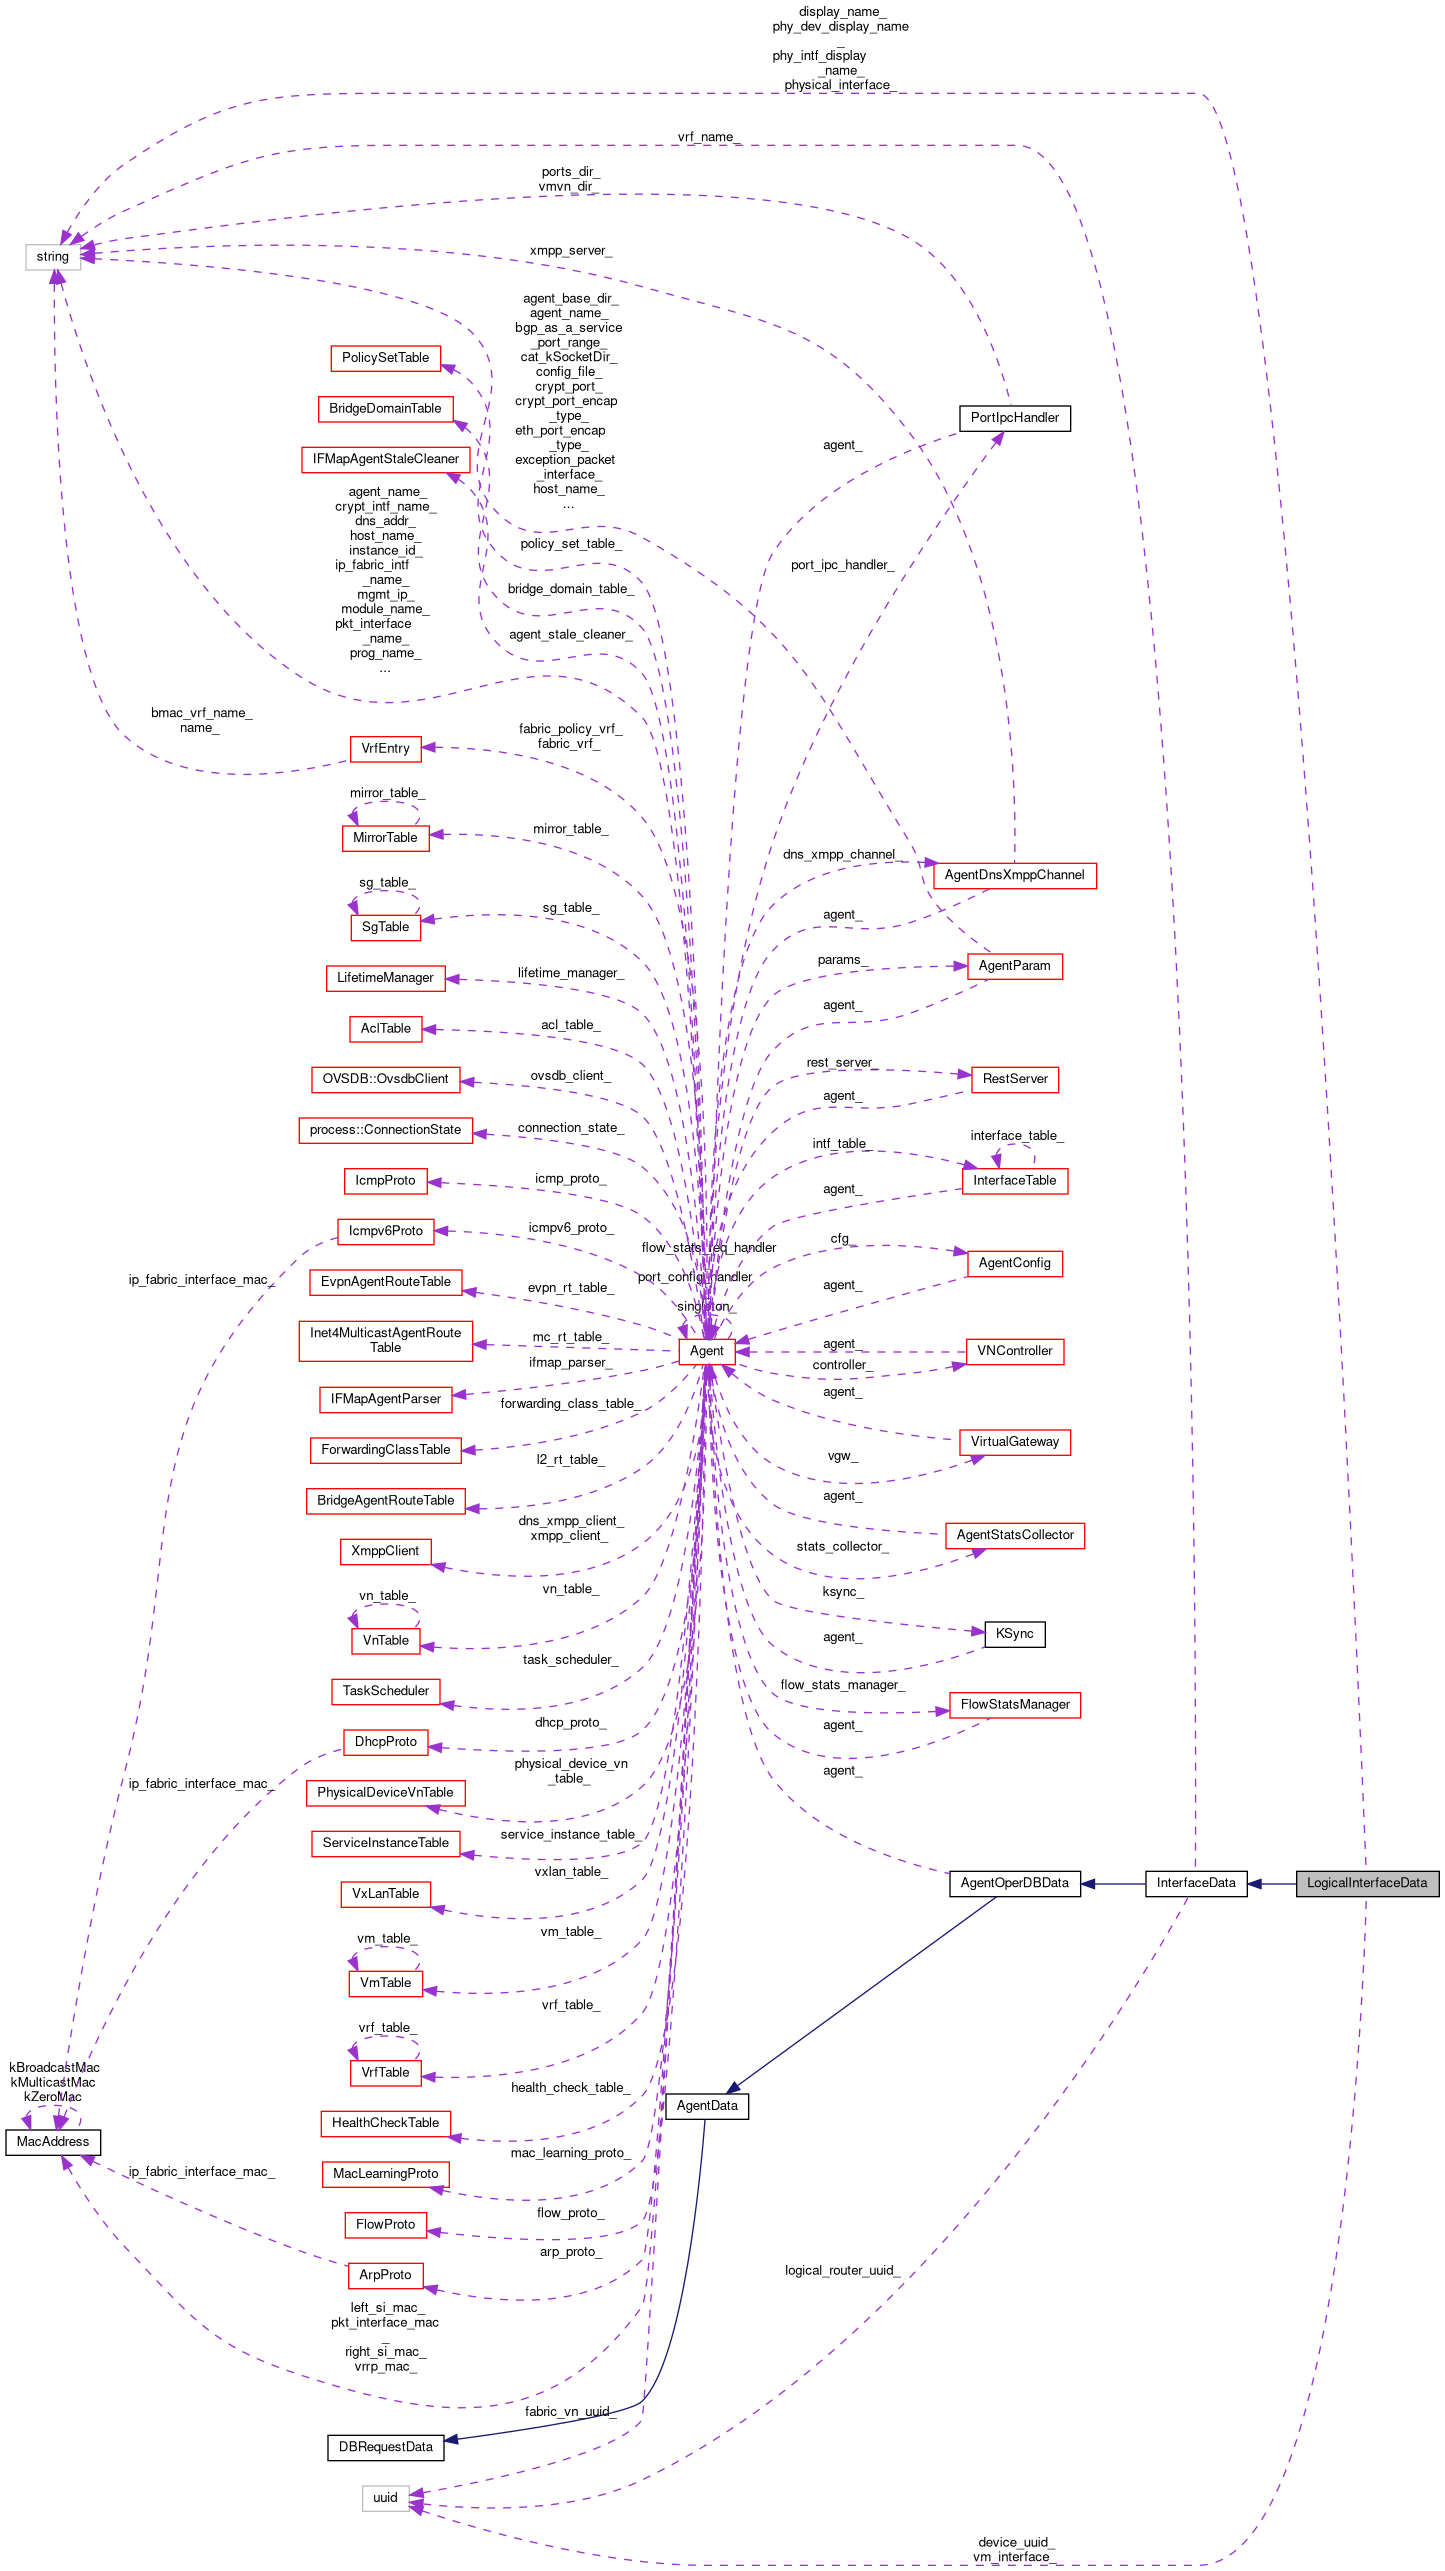 display_name_
phy_dev_display_name
_
phy_intf_display
_name_
physical_interface_
vrf_name_
ports_dir_
vmvn_dir_
string
xmpp_server_
agent_base_dir_
agent_name_
bgp_as_a_service
_port_range_
cat_kSocketDir_
config_file_
crypt_port_
crypt_port_encap
_type_
eth_port_encap
_type_
exception_packet
_interface_
host_name_
...
PolicySetTable
BridgeDomainTable
IFMapAgentStaleCleaner
PortIpcHandler
agent_
agent_name_
crypt_intf_name_
dns_addr_
host_name_
instance_id_
ip_fabric_intf
_name_
mgmt_ip_
module_name_
pkt_interface
_name_
prog_name_
...
policy_set_table_
port_ipc_handler_
bridge_domain_table_
agent_stale_cleaner_
bmac_vrf_name_
name_
VrfEntry
fabric_policy_vrf_
fabric_vrf_
mirror_table_
MirrorTable
mirror_table_
dns_xmpp_channel_
AgentDnsXmppChannel
sg_table_
SgTable
sg_table_
agent_
LifetimeManager
lifetime_manager_
params_
AgentParam
agent_
AclTable
acl_table_
OVSDB::OvsdbClient
ovsdb_client_
rest_server_
RestServer
agent_
process::ConnectionState
connection_state_
intf_table_
interface_table_
InterfaceTable
IcmpProto
icmp_proto_
agent_
Icmpv6Proto
icmpv6_proto_
flow_stats_req_handler
port_config_handler
singleton_
cfg_
AgentConfig
agent_
ip_fabric_interface_mac_
EvpnAgentRouteTable
evpn_rt_table_
Inet4MulticastAgentRoute
Table
mc_rt_table_
Agent
agent_
VNController
controller_
IFMapAgentParser
ifmap_parser_
agent_
ForwardingClassTable
forwarding_class_table_
VirtualGateway
vgw_
BridgeAgentRouteTable
l2_rt_table_
agent_
XmppClient
dns_xmpp_client_
xmpp_client_
AgentStatsCollector
stats_collector_
vn_table_
VnTable
vn_table_
ksync_
KSync
agent_
TaskScheduler
task_scheduler_
flow_stats_manager_
FlowStatsManager
agent_
DhcpProto
dhcp_proto_
ip_fabric_interface_mac_
PhysicalDeviceVnTable
physical_device_vn
_table_
agent_
ServiceInstanceTable
service_instance_table_
VxLanTable
vxlan_table_
AgentOperDBData
InterfaceData
LogicalInterfaceData
vm_table_
VmTable
vm_table_
vrf_table_
VrfTable
vrf_table_
kBroadcastMac
kMulticastMac
kZeroMac
MacAddress
HealthCheckTable
health_check_table_
AgentData
MacLearningProto
mac_learning_proto_
ip_fabric_interface_mac_
FlowProto
flow_proto_
ArpProto
arp_proto_
logical_router_uuid_
left_si_mac_
pkt_interface_mac
_
right_si_mac_
vrrp_mac_
DBRequestData
fabric_vn_uuid_
uuid
device_uuid_
vm_interface_